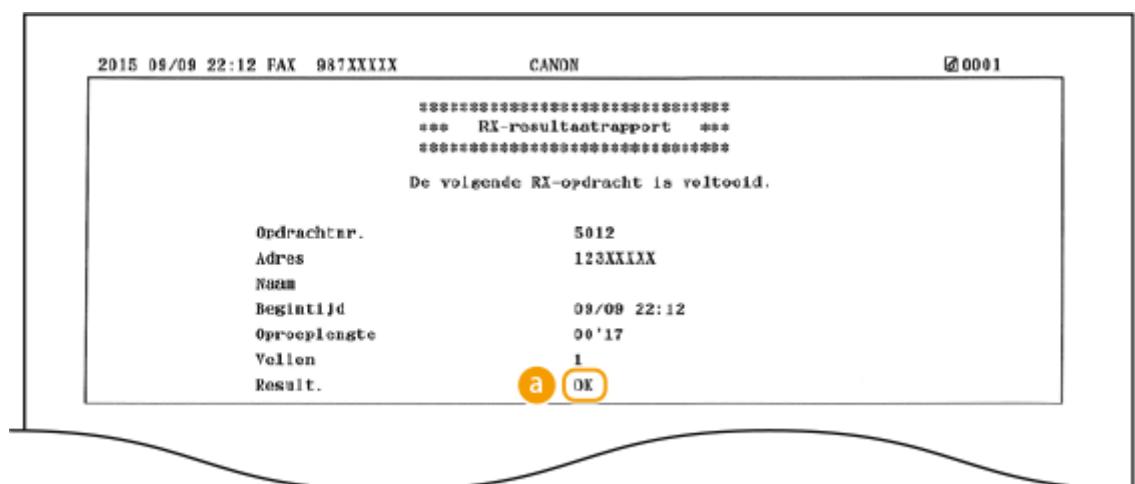 2015 09/09 22:12 FAX 987XXXXX CANON 0001
********************************
*** RX-resultaatrapport ***
********************************
De volgende RX-opdracht is voltooid.
Opdrachtnr. 5012
Adres 123XXXXX
Naam
Begintijd 09/09 22:12
Oproeplengte 00'17
Vellen 1
Result. a OK